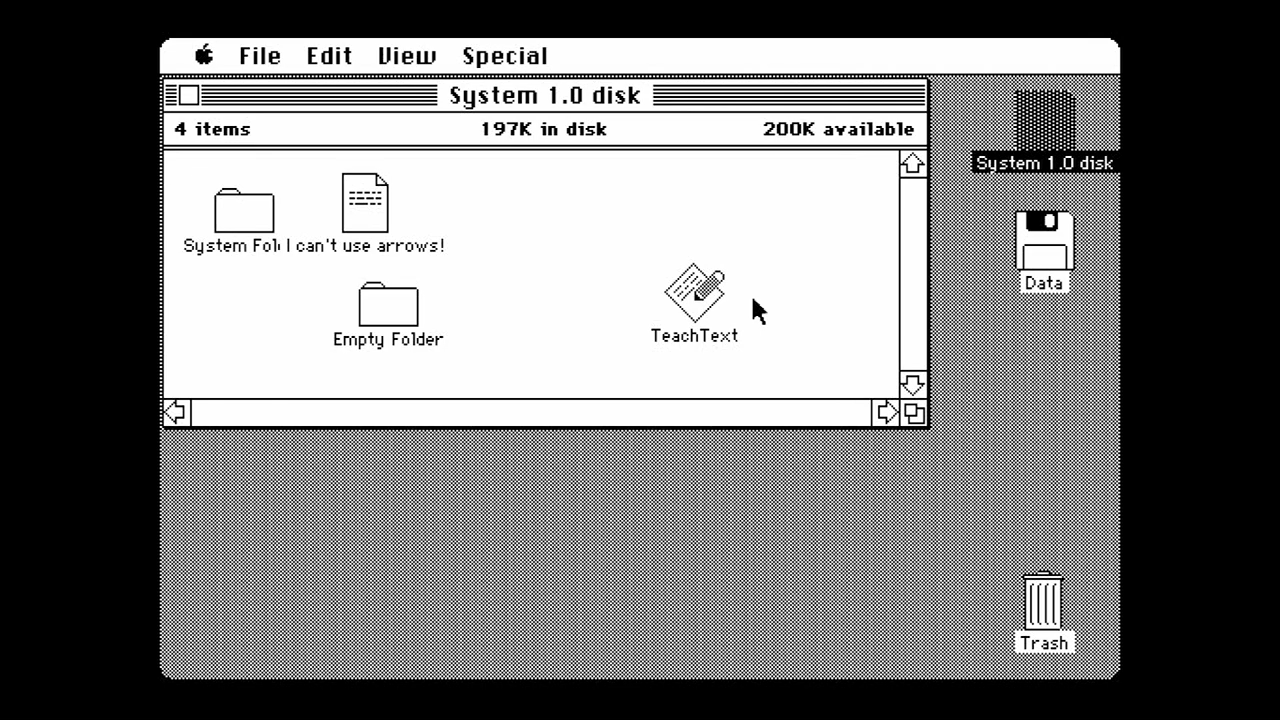 File Edit View Special
System 1.0 disk
4 items 197K in disk 200K available
System 1.0 disk
System Fol I can't use arrows!
Data
TeachText
Empty Folder
Trash